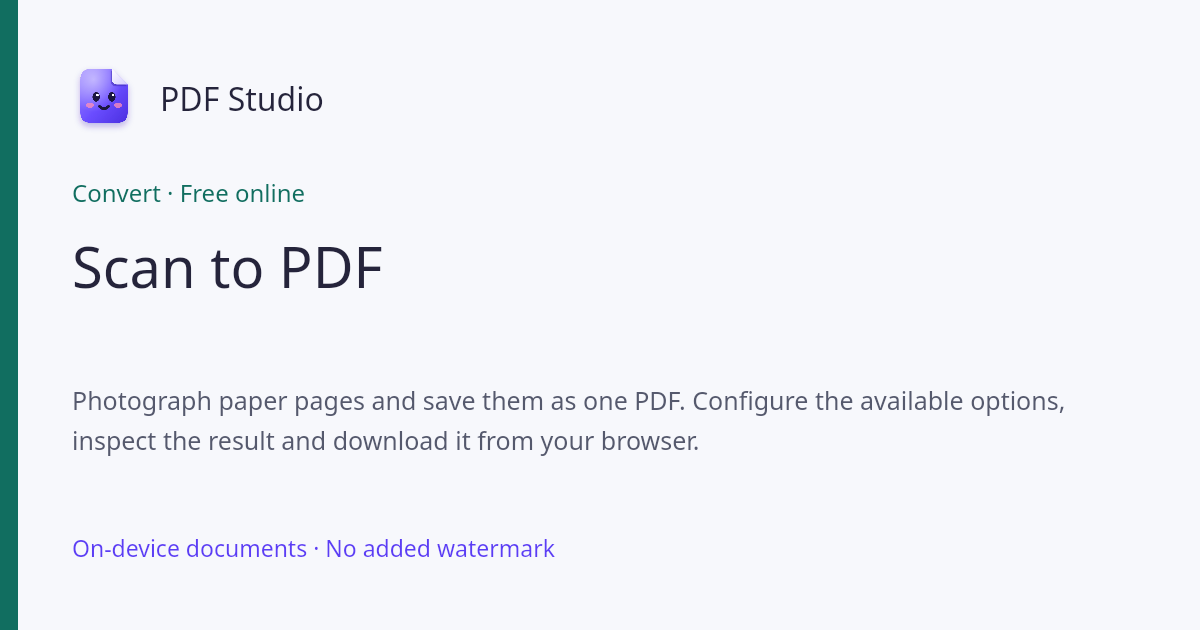 PDF Studio
Convert · Free online
Scan to PDF
Photograph paper pages and save them as one PDF. Configure the available options,
inspect the result and download it from your browser.
On-device documents · No added watermark